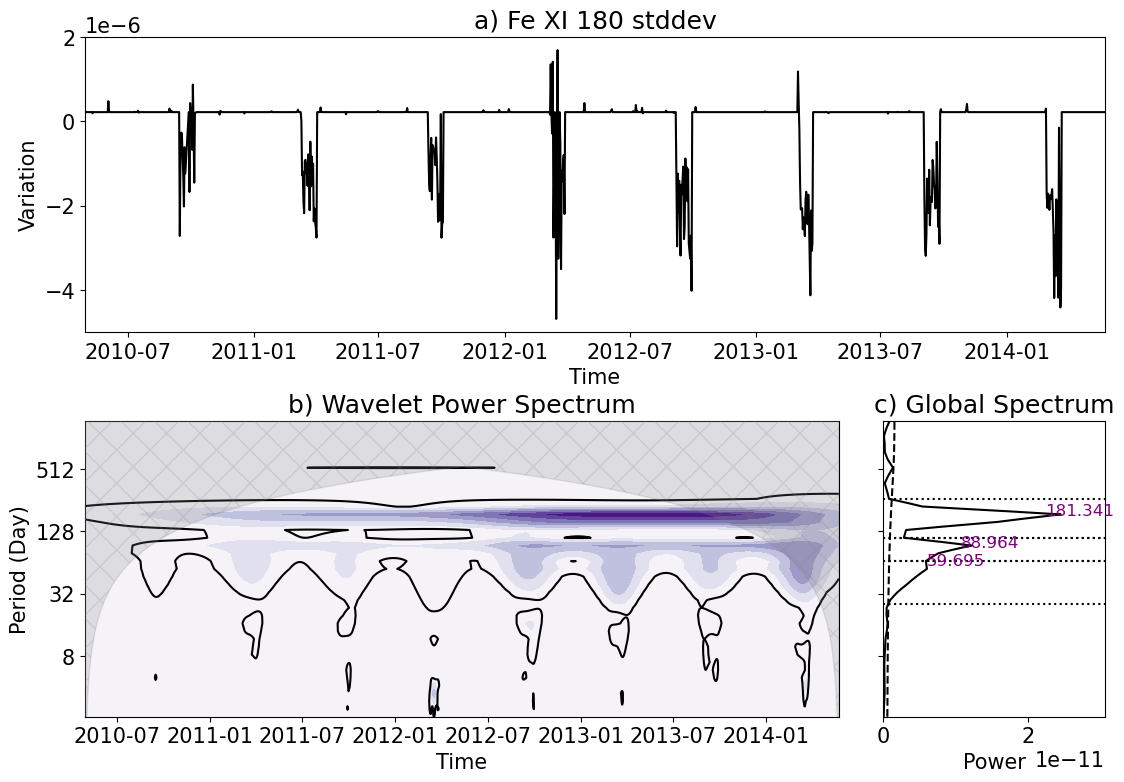 a) Fe XI 180 stddev
1e−6
2
0
−2
−4
Variation
2010-07 2011-01 2011-07 2012-01 2012-07 2013-01 2013-07 2014-01
Time
b) Wavelet Power Spectrum
512
128
32
8
Period (Day)
2010-07 2011-01 2011-07 2012-01 2012-07 2013-01 2013-07 2014-01
Time
c) Global Spectrum
181.341
88.964
59.695
0 2
Power 1e−11